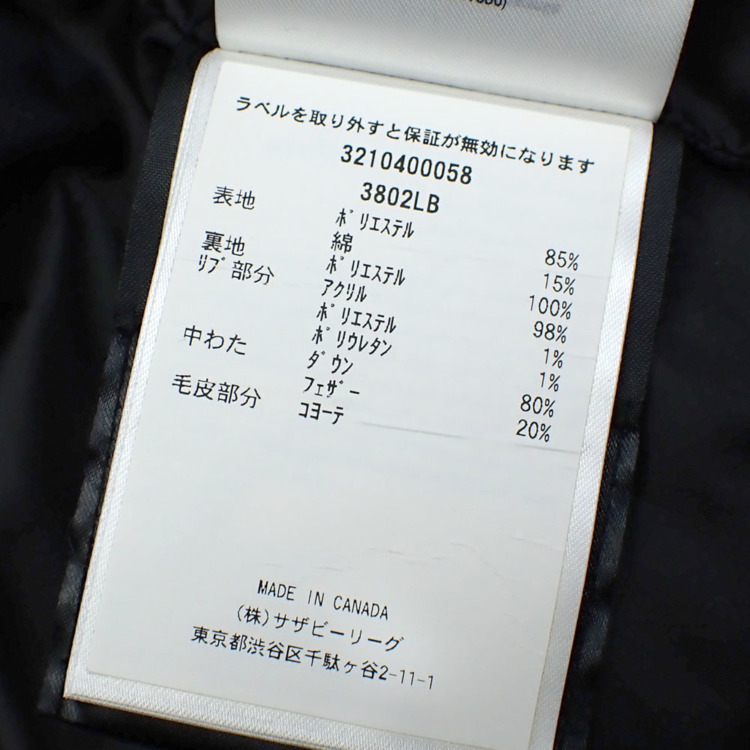 ラベルを取り外すと保証が無効になります
3210400058
3802LB
表地 ポリエステル 85%
綿 15%
裏地 ポリエステル 100%
リブ部分 アクリル 98%
ポリエステル 1%
ポリウレタン 1%
中わた ダウン 80%
フェザー 20%
毛皮部分 コヨーテ
MADE IN CANADA
(株)サザビーリーグ
東京都渋谷区千駄ヶ谷2-11-1